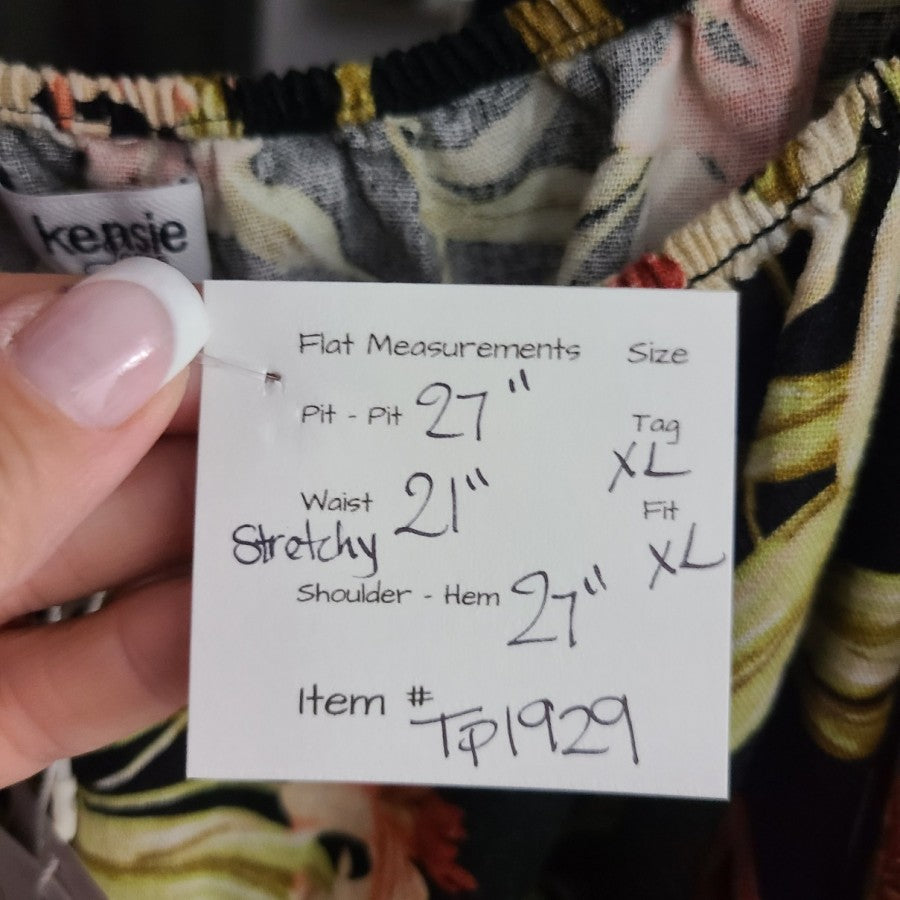 kensie
Flat Measurements Size
Pit - Pit 27"
Tag
XL
Waist 21"
Stretchy
Fit
XL
Shoulder - Hem 27"
Item # Tp1929